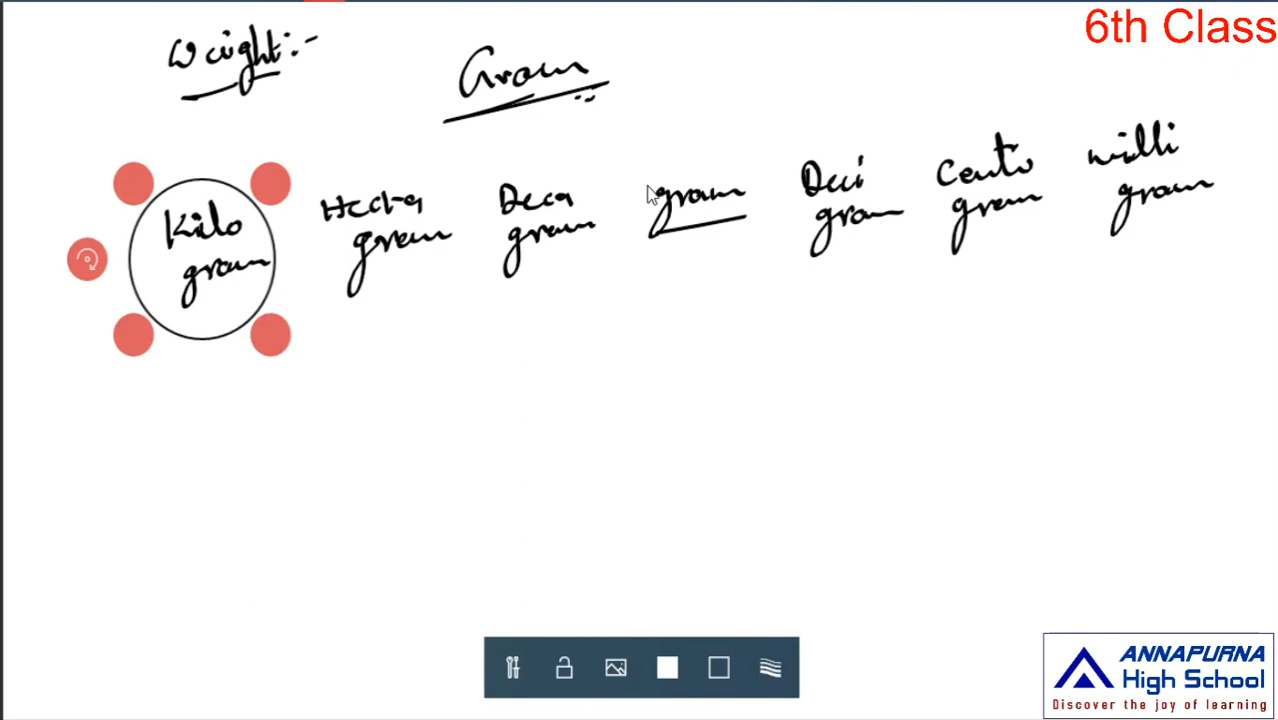 6th Class
Weight:-
Gram
Kilo gram
Hecta gram
Deca gram
gram
Deci gram
Centi gram
Milli gram
ANNAPURNA
High School
Discover the joy of learning